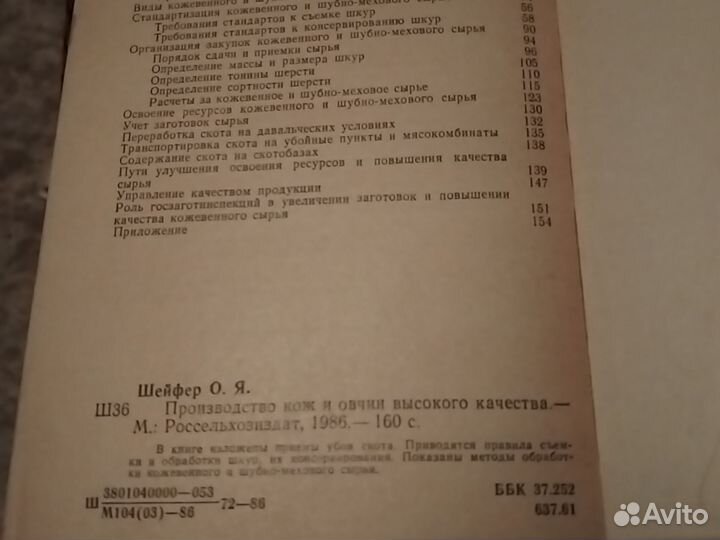 Виды кожевенного и
Стандартизация кожевенного и шубно-мехового
Требования стандартов к съемке шкур 56
Требования стандартов к консервированию шкур 58
Организация закупок кожевенного и шубно-мехового сырья 90
Порядок сдачи и приемки сырья 94
Определение массы и размера шкур 96
Определение тонины шерсти 105
Определение сортности шерсти 110
Расчеты за кожевенное и шубно-меховое сырье 115
Освоение ресурсов кожевенного и шубно-мехового сырья 123
Учет заготовок сырья 130
Переработка скота на давальческих условиях 132
Транспортировка скота на убойные пункты и мясокомбинаты 135
Содержание скота на скотобазах 138
Пути улучшения освоения ресурсов и повышения качества
сырья 139
Управление качеством продукции 147
Роль госзаготинспекций в увеличении заготовок и повышении
качества кожевенного сырья 151
Приложение 154
Шейфер О. Я.
Ш36 Производство кож и овчин высокого качества.—
М.: Россельхозиздат, 1986.— 160 с.
В книге изложены приемы убоя скота. Приводятся правила съем-
ки и обработки шкур, их консервирования. Показаны методы обработ-
ки кожевенного и шубно-мехового сырья.
Ш 3801040000—053 72—86 ББК 37.252
М104(03)—86 637.61
Avito